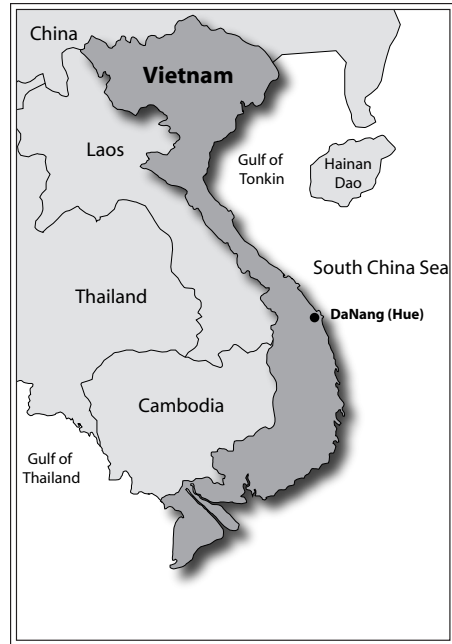 China
Vietnam
Laos
Gulf of
Tonkin
Hainan
Dao
South China Sea
Thailand
DaNang (Hue)
Cambodia
Gulf of
Thailand